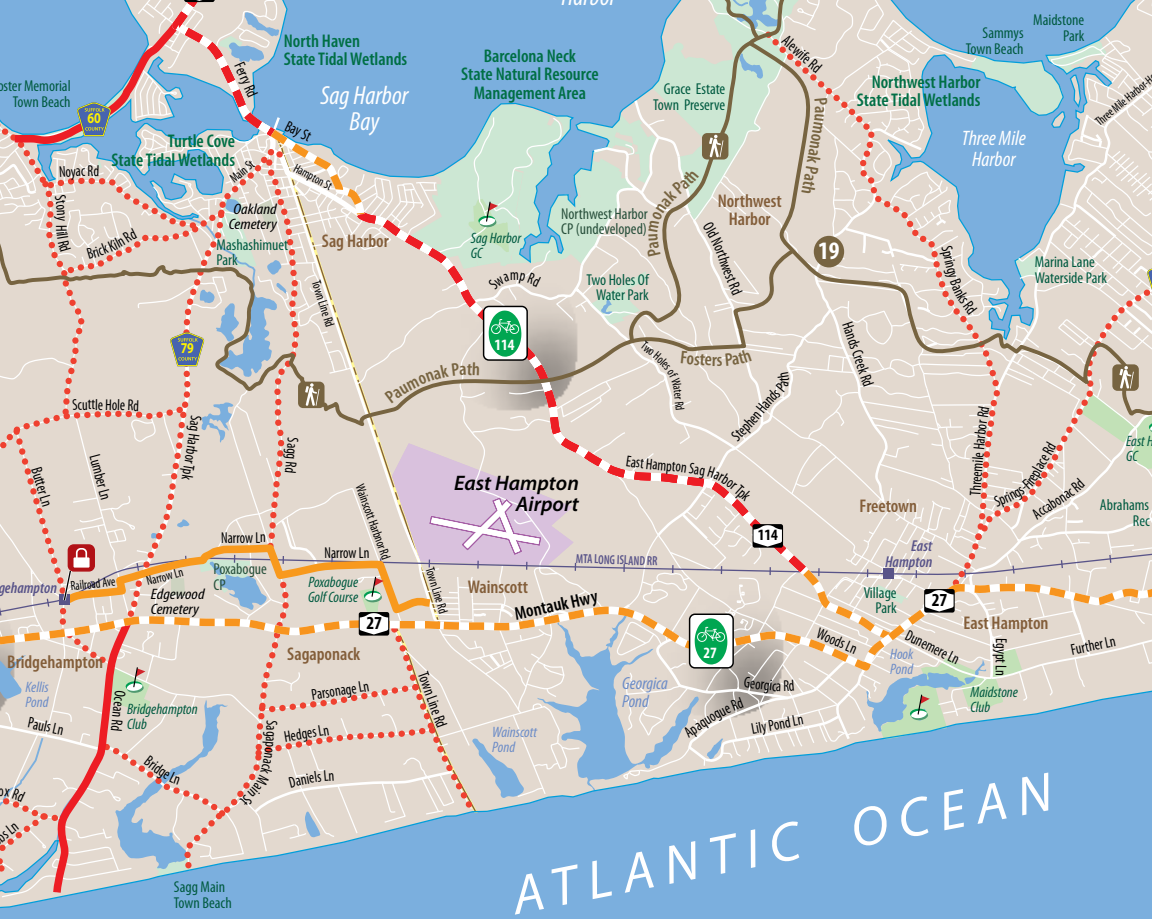 Harbor
North Haven
State Tidal Wetlands
Ferry Rd
Sag Harbor
Bay
Barcelona Neck
State Natural Resource
Management Area
Grace Estate
Town Preserve
Alewife Rd
Sammys
Town Beach
Maidstone
Park
Northwest Harbor
State Tidal Wetlands
Three Mile
Harbor
oster Memorial
Town Beach
SUFFOLK
60
COUNTY
Turtle Cove
State Tidal Wetlands
Bay St
Main St
Hampton St
Noyac Rd
Stony Hill Rd
Brick Kiln Rd
Oakland
Cemetery
Mashashimuet
Park
Sag Harbor
Sag Harbor
GC
Northwest Harbor
CP (undeveloped)
Paumonak Path
Paumonak Path
Northwest
Harbor
Old Northwest Rd
19
Springy Banks Rd
Marina Lane
Waterside Park
Swamp Rd
Two Holes Of
Water Park
Town Line Rd
114
SUFFOLK
79
COUNTY
Paumonak Path
Fosters Path
Two Holes of Water Rd
Stephen Hands Path
Hands Creek Rd
Scuttle Hole Rd
Sag Harbor Tpk
Sagg Rd
Butter Ln
Lumber Ln
East Hampton
Airport
East Hampton Sag Harbor Tpk
114
Threemile Harbor Rd
Springs-Fireplace Rd
Accabonac Rd
East H
GC
Abrahams
Rec
Freetown
Wainscott Harbor Rd
Narrow Ln
Narrow Ln
Narrow Ln
Railroad Ave
gehampton
Poxabogue
CP
Edgewood
Cemetery
Poxabogue
Golf Course
Town Line Rd
MTA LONG ISLAND RR
East
Hampton
Wainscott
Montauk Hwy
Village
Park
27
27
27
East Hampton
Woods Ln
Dunemere Ln
Egypt Ln
Further Ln
Hook
Pond
Maidstone
Club
Bridgehampton
Sagaponack
Kellis
Pond
Pauls Ln
Ocean Rd
Bridgehampton
Club
Parsonage Ln
Hedges Ln
Town Line Rd
Daniels Ln
Sagaponack Main St
Bridge Ln
Wainscott
Pond
Georgica
Pond
Georgica Rd
Apaquogue Rd
Lily Pond Ln
Sagg Main
Town Beach
ATLANTIC OCEAN